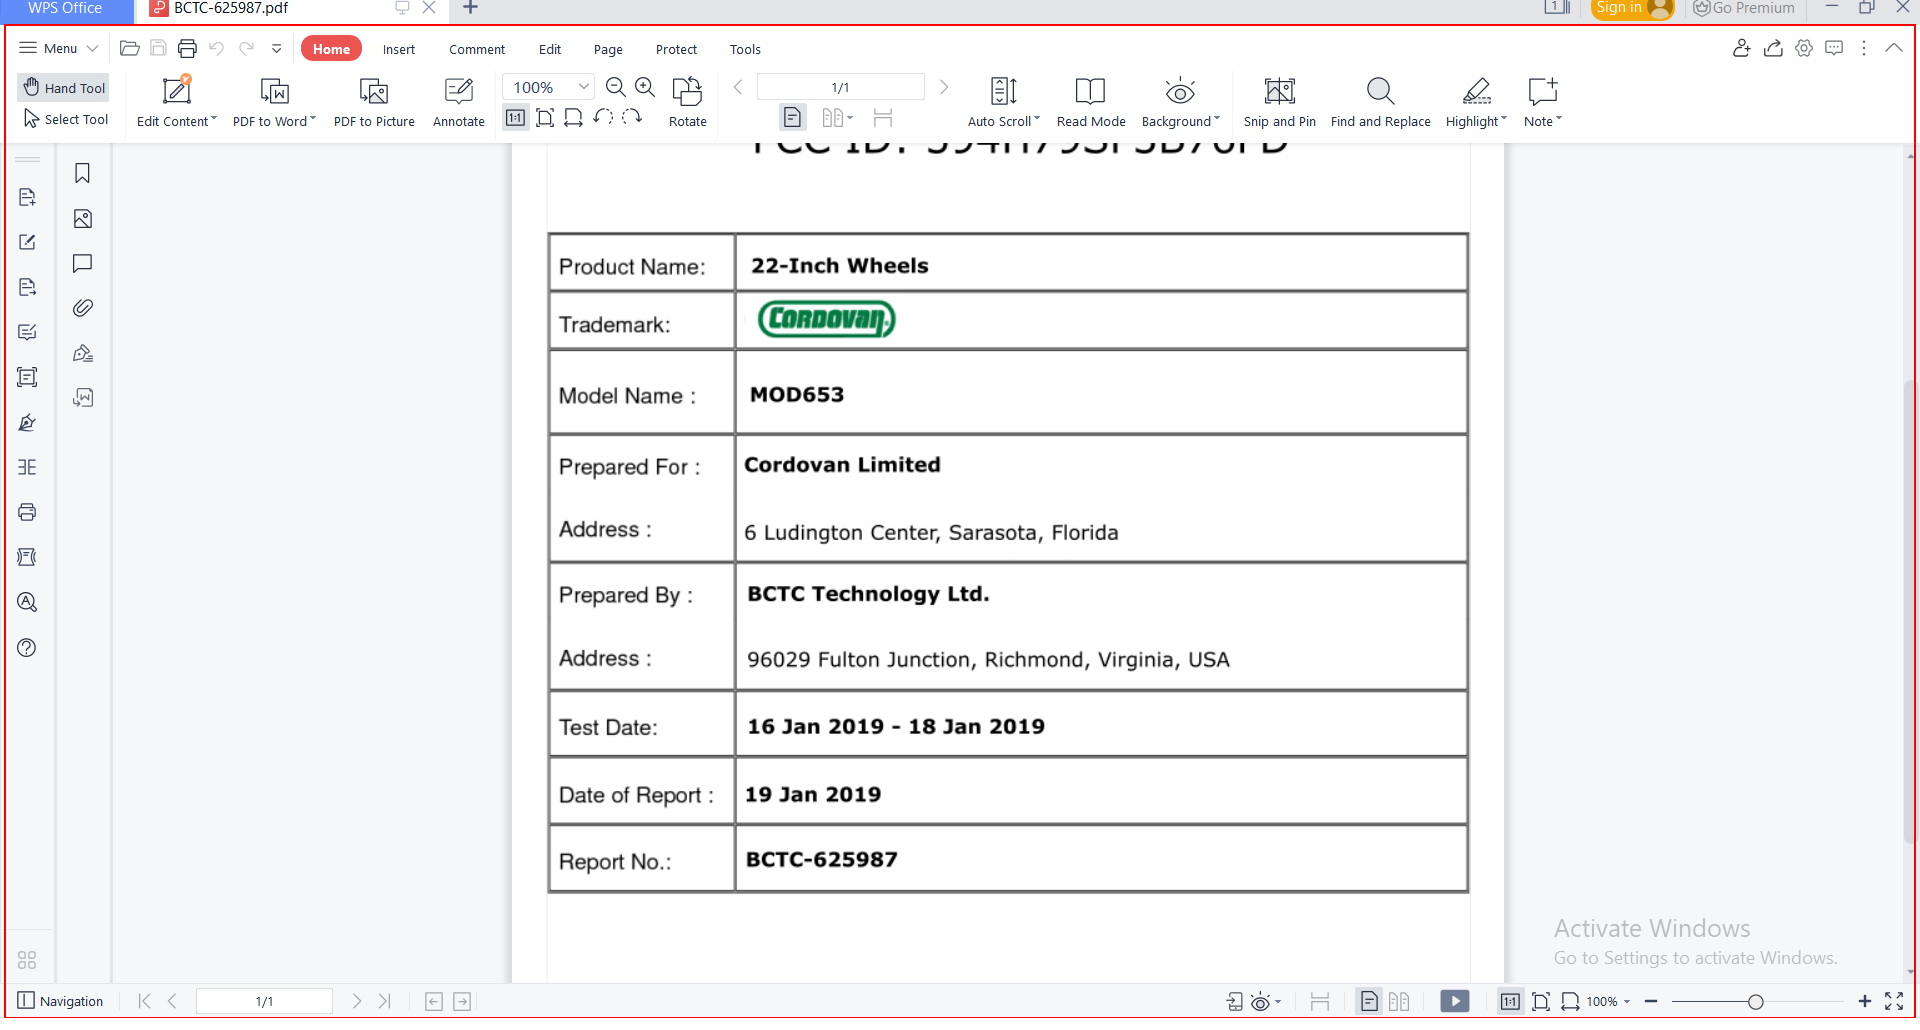 WPS Office
BCTC-625987.pdf
1
Sign in
Go Premium
Menu
Home
Insert
Comment
Edit
Page
Protect
Tools
Hand Tool
Select Tool
Edit Content
PDF to Word
PDF to Picture
Annotate
100%
Rotate
1/1
Auto Scroll
Read Mode
Background
Snip and Pin
Find and Replace
Highlight
Note
FCC ID:
Product Name: 22-Inch Wheels
Trademark: CORDOVAN
Model Name : MOD653
Prepared For : Cordovan Limited
Address : 6 Ludington Center, Sarasota, Florida
Prepared By : BCTC Technology Ltd.
Address : 96029 Fulton Junction, Richmond, Virginia, USA
Test Date: 16 Jan 2019 - 18 Jan 2019
Date of Report : 19 Jan 2019
Report No.: BCTC-625987
Activate Windows
Go to Settings to activate Windows.
Navigation
1/1
100%